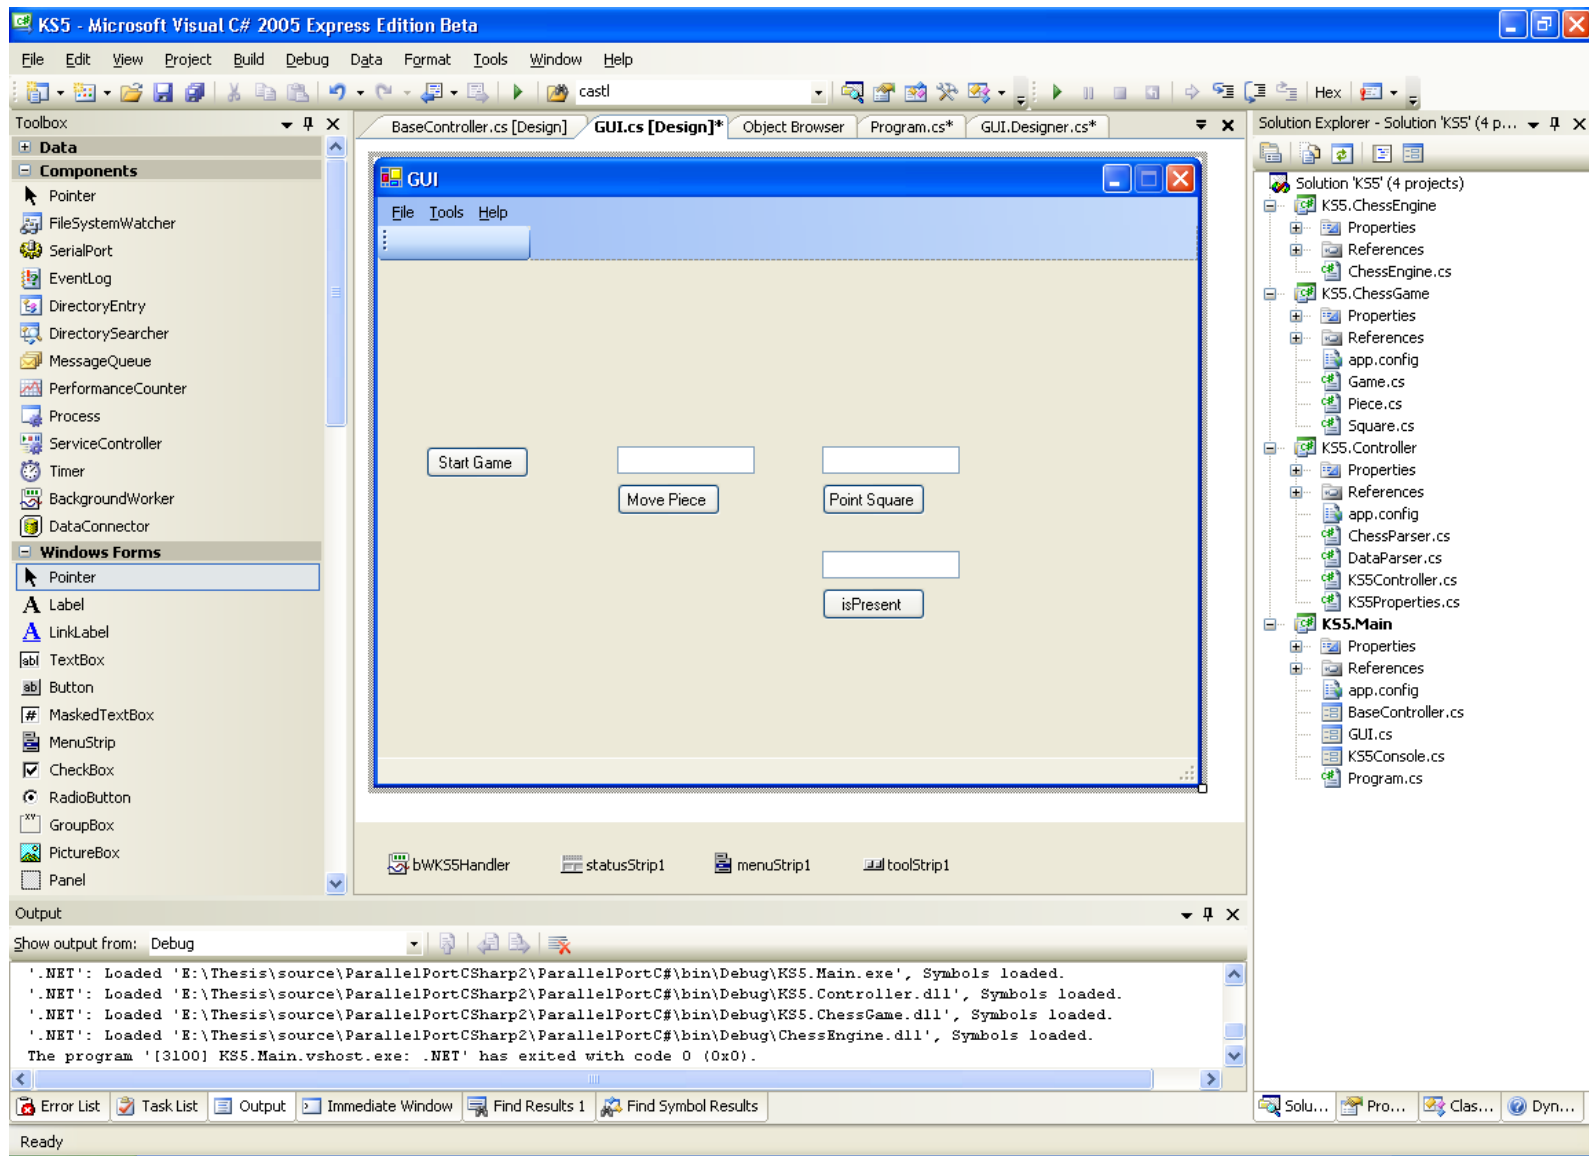 KS5 - Microsoft Visual C# 2005 Express Edition Beta
File Edit View Project Build Debug Data Format Tools Window Help
castl Hex
Toolbox
Data
Components
Pointer
FileSystemWatcher
SerialPort
EventLog
DirectoryEntry
DirectorySearcher
MessageQueue
PerformanceCounter
Process
ServiceController
Timer
BackgroundWorker
DataConnector
Windows Forms
Pointer
Label
LinkLabel
TextBox
Button
MaskedTextBox
MenuStrip
CheckBox
RadioButton
GroupBox
PictureBox
Panel
BaseController.cs [Design] GUI.cs [Design]* Object Browser Program.cs* GUI.Designer.cs*
GUI
File Tools Help
Start Game
Move Piece Point Square
isPresent
bWKS5Handler statusStrip1 menuStrip1 toolStrip1
Solution Explorer - Solution 'KS5' (4 p...
Solution 'KS5' (4 projects)
KS5.ChessEngine
Properties
References
ChessEngine.cs
KS5.ChessGame
Properties
References
app.config
Game.cs
Piece.cs
Square.cs
KS5.Controller
Properties
References
app.config
ChessParser.cs
DataParser.cs
KS5Controller.cs
KS5Properties.cs
KS5.Main
Properties
References
app.config
BaseController.cs
GUI.cs
KS5Console.cs
Program.cs
Output
Show output from: Debug
'.NET': Loaded 'E:\Thesis\source\ParallelPortCSharp2\ParallelPortC#\bin\Debug\KS5.Main.exe', Symbols loaded.
'.NET': Loaded 'E:\Thesis\source\ParallelPortCSharp2\ParallelPortC#\bin\Debug\KS5.Controller.dll', Symbols loaded.
'.NET': Loaded 'E:\Thesis\source\ParallelPortCSharp2\ParallelPortC#\bin\Debug\KS5.ChessGame.dll', Symbols loaded.
'.NET': Loaded 'E:\Thesis\source\ParallelPortCSharp2\ParallelPortC#\bin\Debug\ChessEngine.dll', Symbols loaded.
The program '[3100] KS5.Main.vshost.exe: .NET' has exited with code 0 (0x0).
Error List Task List Output Immediate Window Find Results 1 Find Symbol Results
Solu... Pro... Clas... Dyn...
Ready